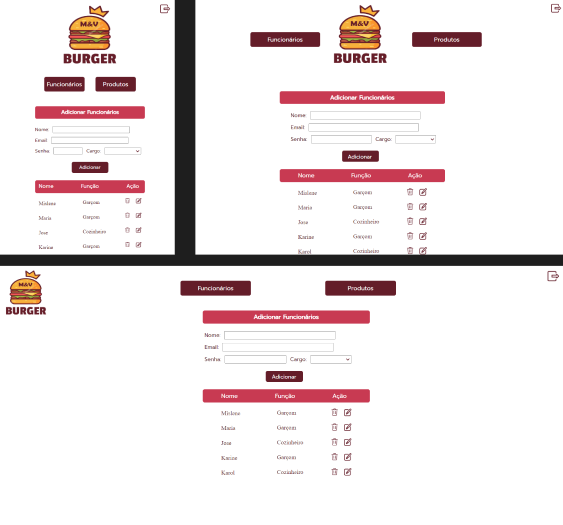 M&V
BURGER
Funcionários Produtos
Adicionar Funcionários
Nome:
Email:
Senha: Cargo:
Adicionar
Nome Função Ação
Mislene Garçom
Maria Garçom
Jose Cozinheiro
Karine Garçom
Funcionários
M&V
BURGER
Produtos
Adicionar Funcionários
Nome:
Email:
Senha: Cargo:
Adicionar
Nome Função Ação
Mislene Garçom
Maria Garçom
Jose Cozinheiro
Karine Garçom
Karol Cozinheiro
M&V
BURGER
Funcionários Produtos
Adicionar Funcionários
Nome:
Email:
Senha: Cargo:
Adicionar
Nome Função Ação
Mislene Garçom
Maria Garçom
Jose Cozinheiro
Karine Garçom
Karol Cozinheiro